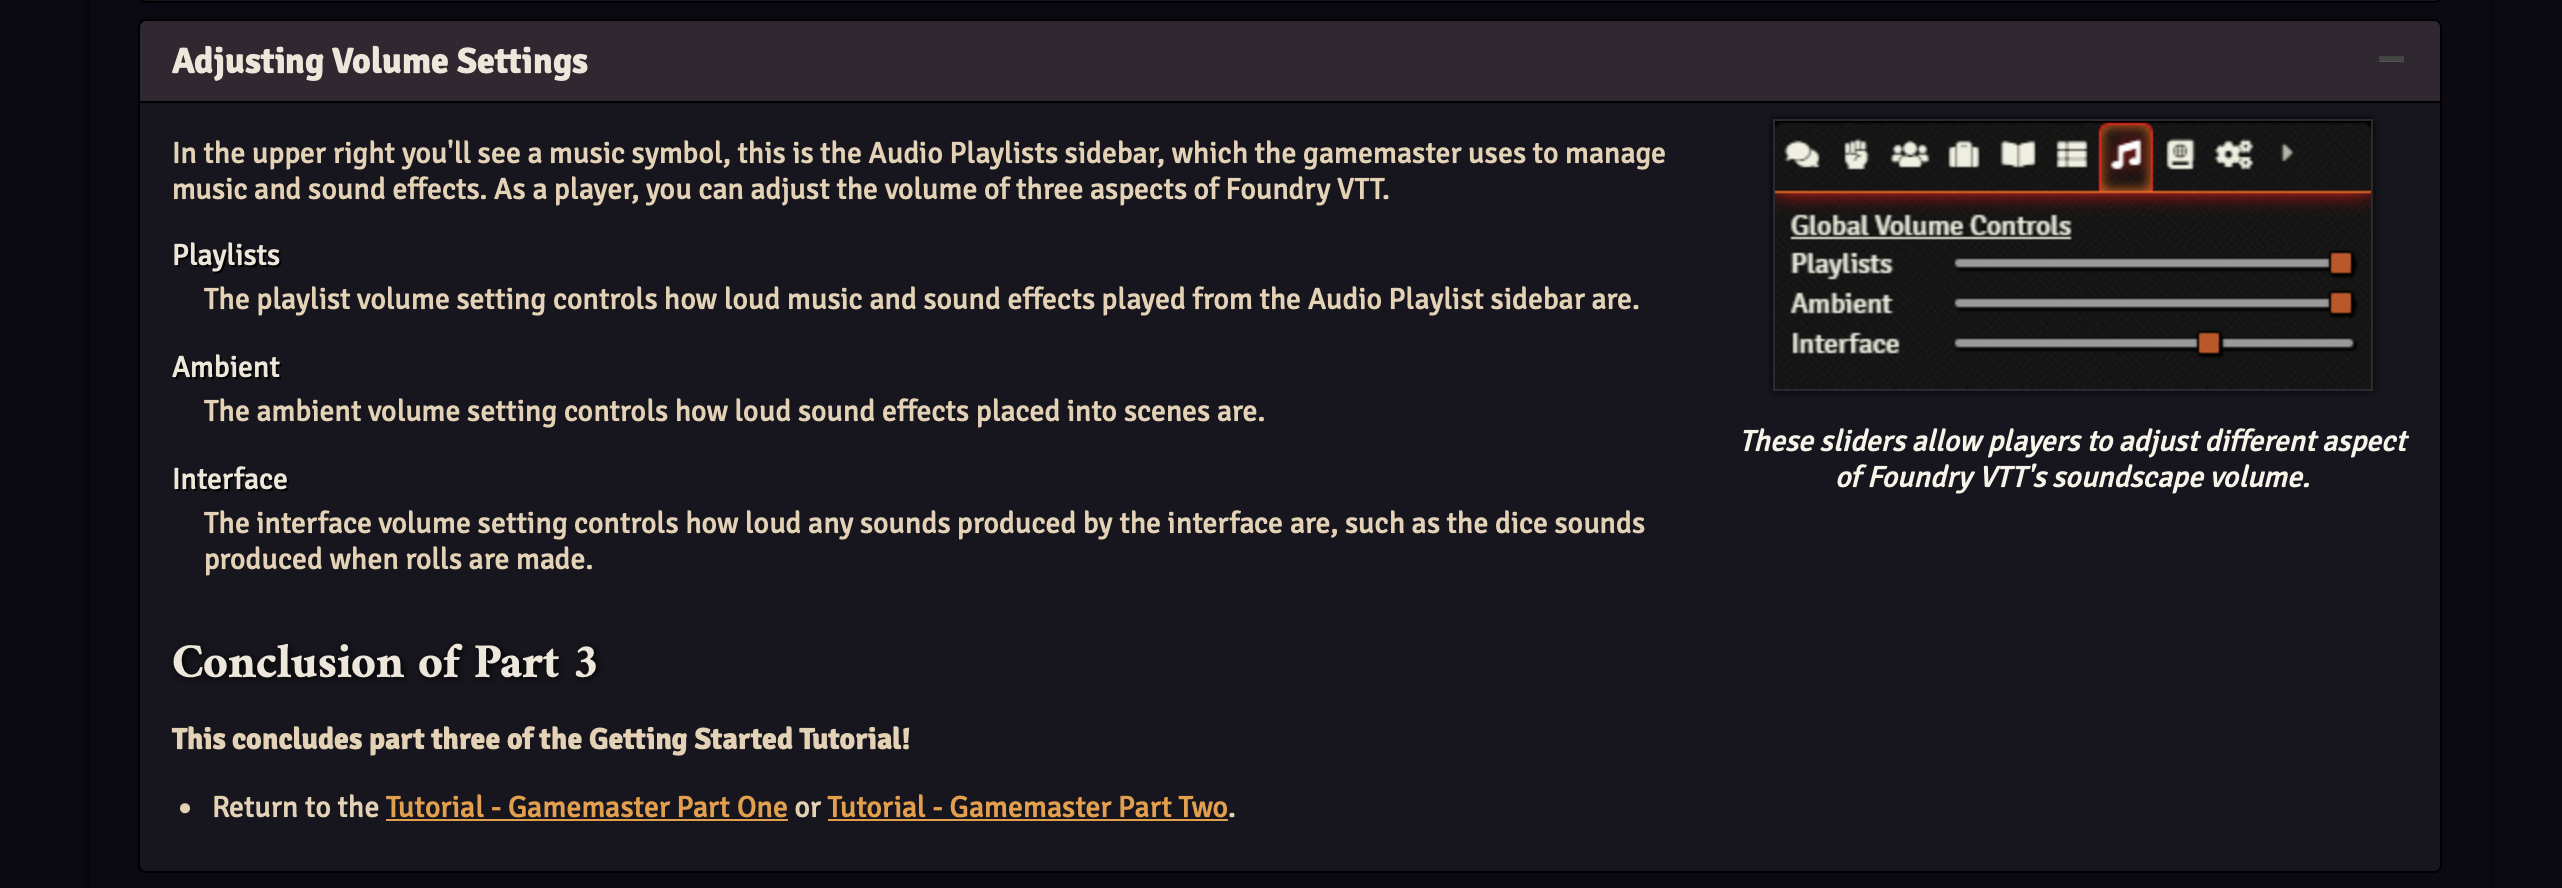 Adjusting Volume Settings
In the upper right you'll see a music symbol, this is the Audio Playlists sidebar, which the gamemaster uses to manage
music and sound effects. As a player, you can adjust the volume of three aspects of Foundry VTT.
Playlists
The playlist volume setting controls how loud music and sound effects played from the Audio Playlist sidebar are.
Ambient
The ambient volume setting controls how loud sound effects placed into scenes are.
Interface
The interface volume setting controls how loud any sounds produced by the interface are, such as the dice sounds
produced when rolls are made.
Global Volume Controls
Playlists
Ambient
Interface
These sliders allow players to adjust different aspect
of Foundry VTT's soundscape volume.
Conclusion of Part 3
This concludes part three of the Getting Started Tutorial!
• Return to the Tutorial - Gamemaster Part One or Tutorial - Gamemaster Part Two.